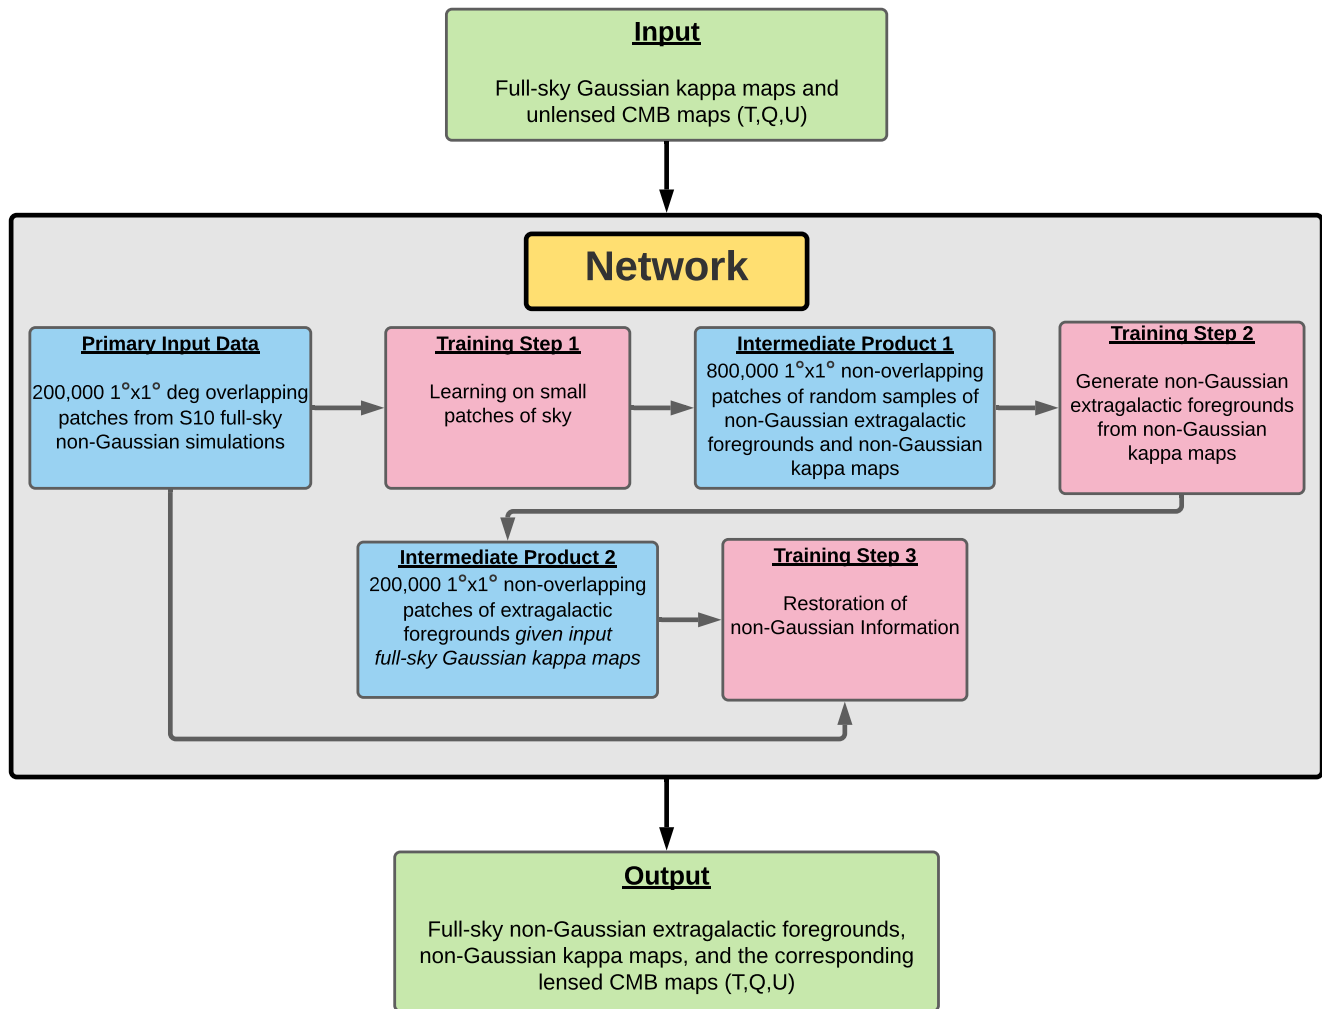 Input
Full-sky Gaussian kappa maps and
unlensed CMB maps (T,Q,U)
Network
Primary Input Data
200,000 1°x1° deg overlapping
patches from S10 full-sky
non-Gaussian simulations
Training Step 1
Learning on small
patches of sky
Intermediate Product 1
800,000 1°x1° non-overlapping
patches of random samples of
non-Gaussian extragalactic
foregrounds and non-Gaussian
kappa maps
Training Step 2
Generate non-Gaussian
extragalactic foregrounds
from non-Gaussian
kappa maps
Intermediate Product 2
200,000 1°x1° non-overlapping
patches of extragalactic
foregrounds given input
full-sky Gaussian kappa maps
Training Step 3
Restoration of
non-Gaussian Information
Output
Full-sky non-Gaussian extragalactic foregrounds,
non-Gaussian kappa maps, and the corresponding
lensed CMB maps (T,Q,U)